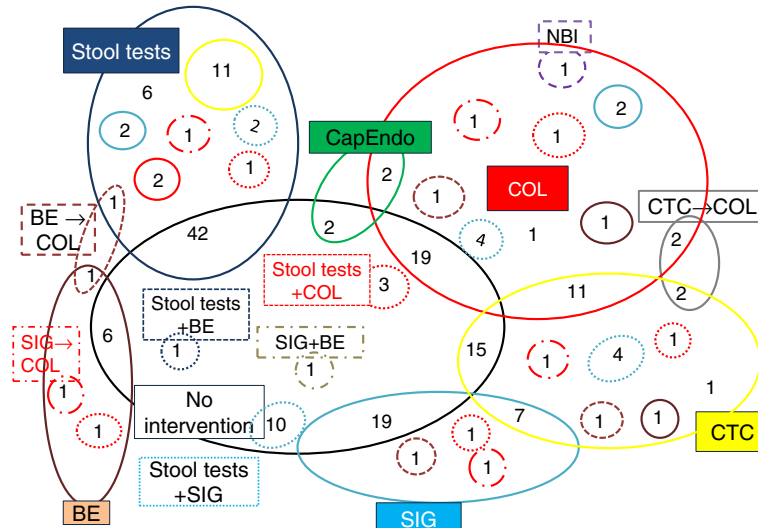 NBI
1
Stool tests
11
6
2
1
2
2
1
CapEndo
2
2
1
1
2
COL
1
1
4
1
1
CTC→COL
2
2
BE →
COL
1
1
42
19
Stool tests
+COL
3
11
Stool tests
+BE
1
SIG+BE
1
6
15
SIG→
COL
1
1
1
4
1
1
No
intervention
10
19
7
1
1
CTC
Stool tests
+SIG
1
1
1
BE
SIG